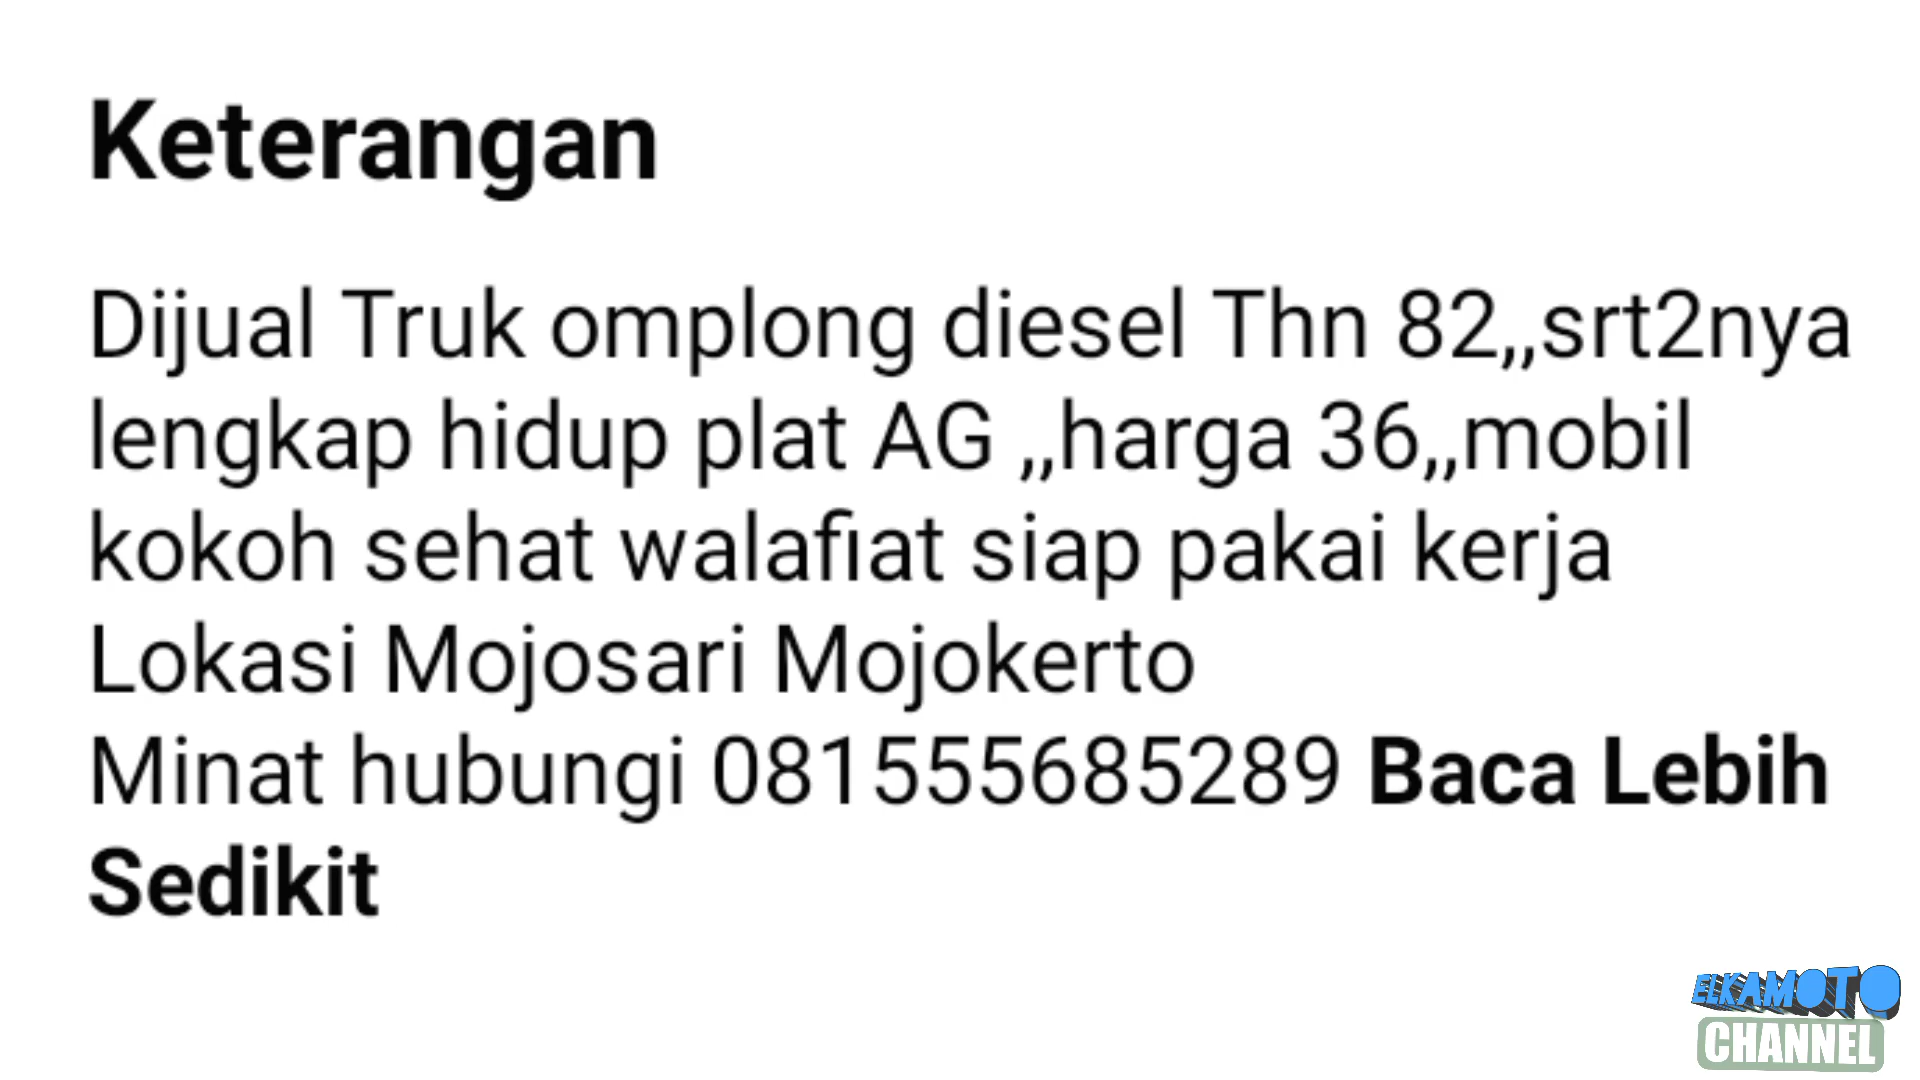 Keterangan
Dijual Truk omplong diesel Thn 82,,srt2nya
lengkap hidup plat AG ,,harga 36,,mobil
kokoh sehat walafiat siap pakai kerja
Lokasi Mojosari Mojokerto
Minat hubungi 081555685289 Baca Lebih
Sedikit
ELKAMOTO
CHANNEL